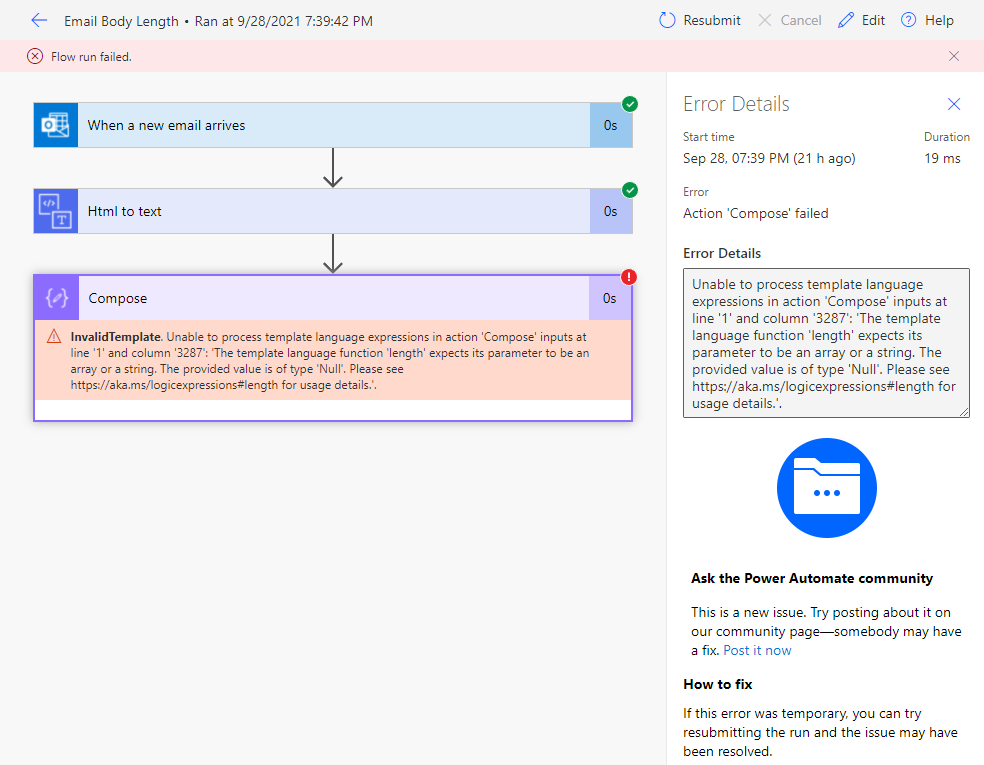 Email Body Length • Ran at 9/28/2021 7:39:42 PM
Resubmit
Cancel
Edit
Help
Flow run failed.
When a new email arrives
0s
Html to text
0s
Compose
0s
InvalidTemplate. Unable to process template language expressions in action 'Compose' inputs at
line '1' and column '3287': 'The template language function 'length' expects its parameter to be an
array or a string. The provided value is of type 'Null'. Please see
https://aka.ms/logicexpressions#length for usage details.'.
Error Details
Start time
Duration
Sep 28, 07:39 PM (21 h ago)
19 ms
Error
Action 'Compose' failed
Error Details
Unable to process template language
expressions in action 'Compose' inputs at
line '1' and column '3287': 'The template
language function 'length' expects its
parameter to be an array or a string. The
provided value is of type 'Null'. Please see
https://aka.ms/logicexpressions#length for
usage details.'.
Ask the Power Automate community
This is a new issue. Try posting about it on
our community page—somebody may have
a fix. Post it now
How to fix
If this error was temporary, you can try
resubmitting the run and the issue may have
been resolved.